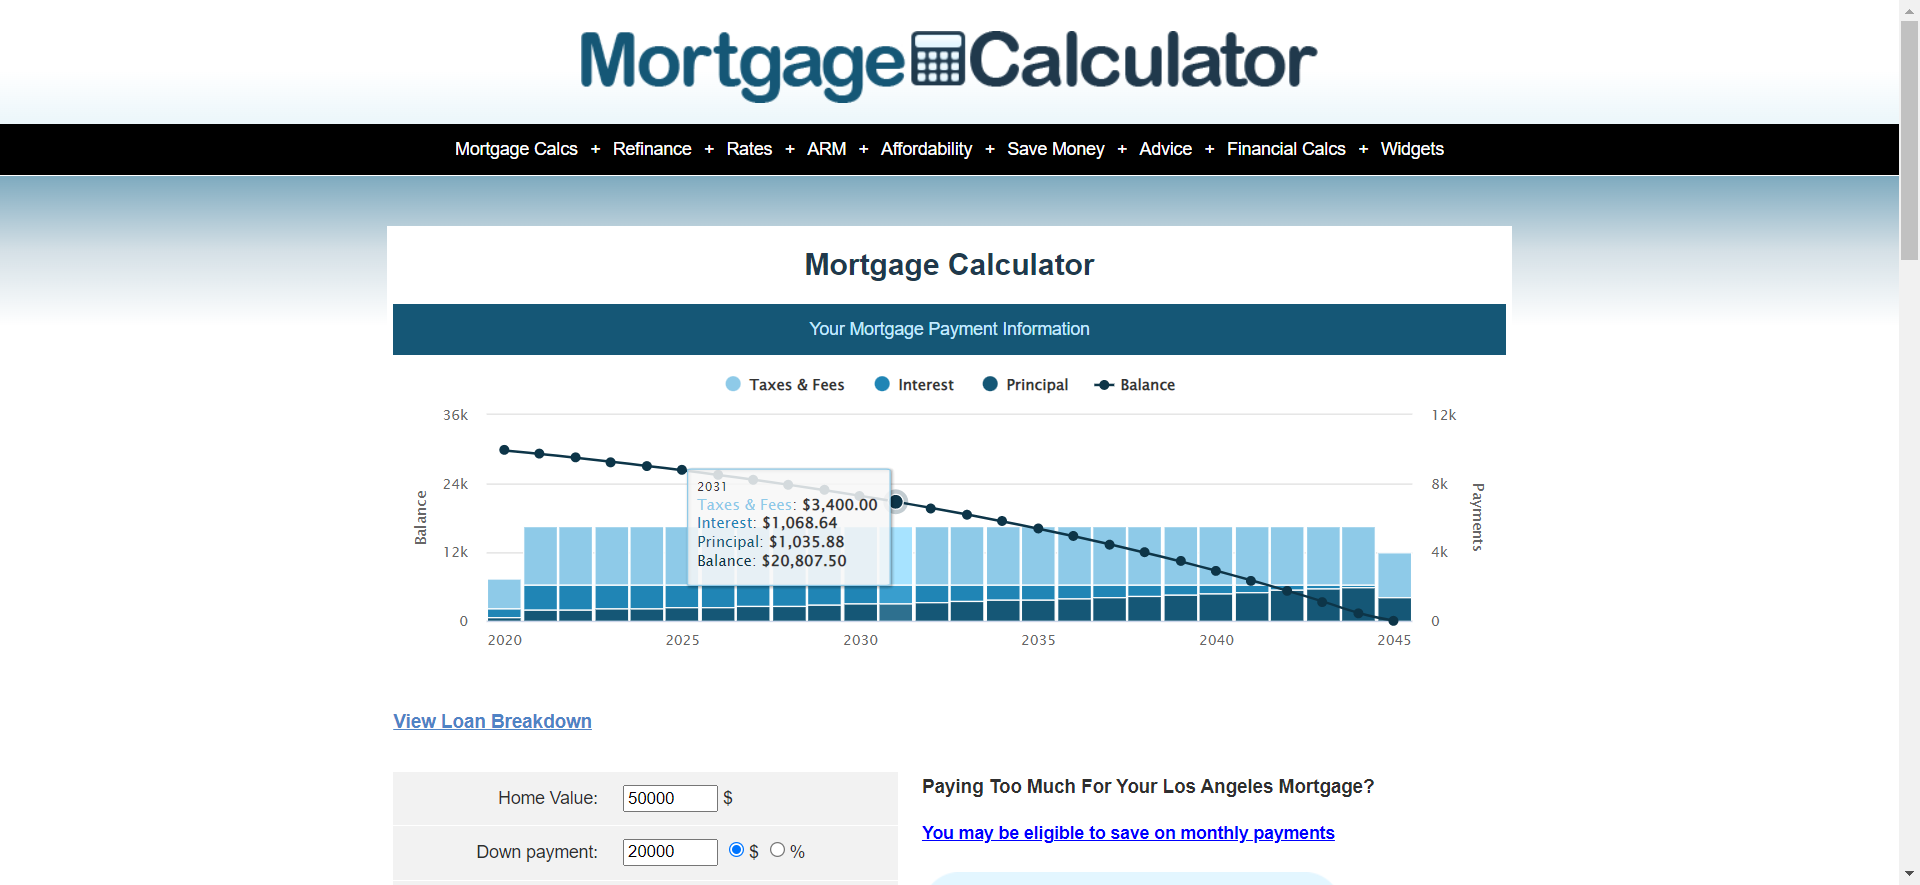 Mortgage Calculator
Mortgage Calcs + Refinance + Rates + ARM + Affordability + Save Money + Advice + Financial Calcs + Widgets
Mortgage Calculator
Your Mortgage Payment Information
Taxes & Fees Interest Principal Balance
36k 12k
24k 8k
12k 4k
0 0
Balance
Payments
2031
Taxes & Fees: $3,400.00
Interest: $1,068.64
Principal: $1,035.88
Balance: $20,807.50
2020 2025 2030 2035 2040 2045
View Loan Breakdown
Home Value: 50000 $
Down payment: 20000 $ %
Paying Too Much For Your Los Angeles Mortgage?
You may be eligible to save on monthly payments